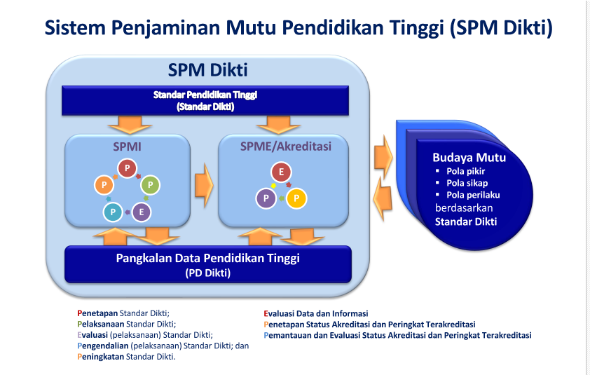 Sistem Penjaminan Mutu Pendidikan Tinggi (SPM Dikti)
SPM Dikti
Standar Pendidikan Tinggi
(Standar Dikti)
SPMI
P
P
P
P
E
SPME/Akreditasi
E
P
P
Budaya Mutu
▪ Pola pikir
▪ Pola sikap
▪ Pola perilaku
berdasarkan
Standar Dikti
Pangkalan Data Pendidikan Tinggi
(PD Dikti)
Penetapan Standar Dikti;
Pelaksanaan Standar Dikti;
Evaluasi (pelaksanaan) Standar Dikti;
Pengendalian (pelaksanaan) Standar Dikti; dan
Peningkatan Standar Dikti.
Evaluasi Data dan Informasi
Penetapan Status Akreditasi dan Peringkat Terakreditasi
Pemantauan dan Evaluasi Status Akreditasi dan Peringkat Terakreditasi